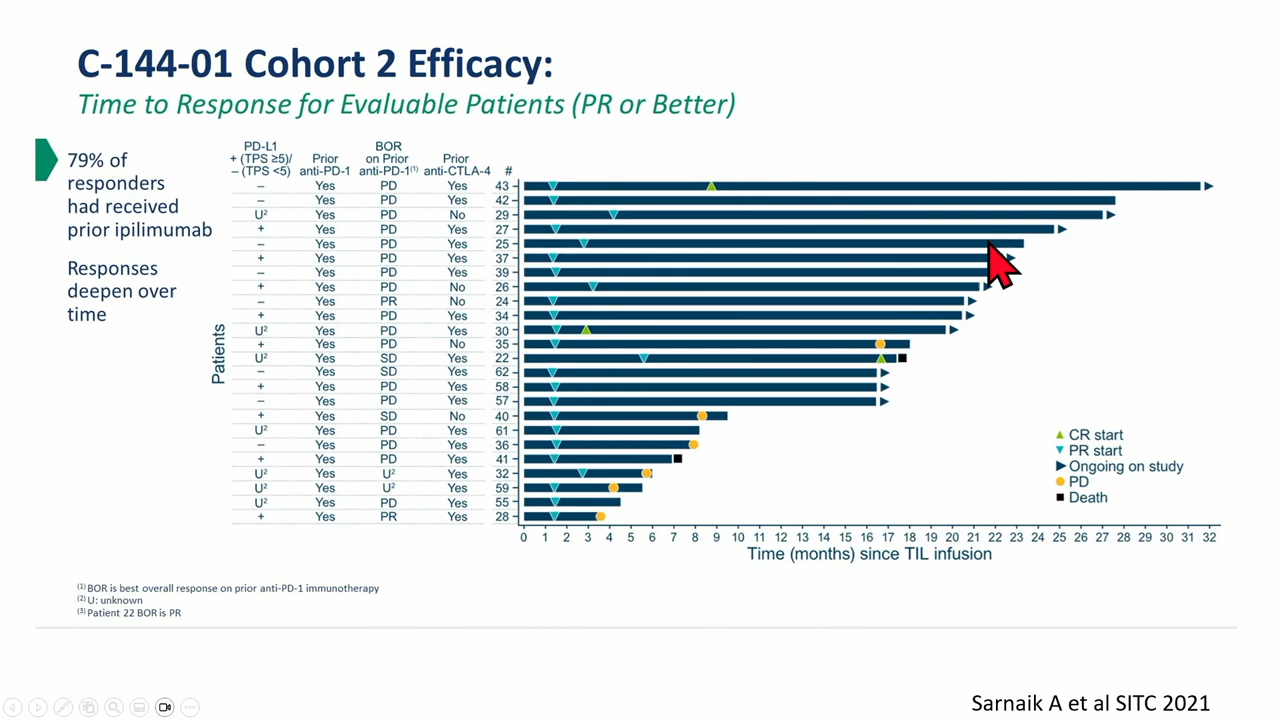 C-144-01 Cohort 2 Efficacy:
Time to Response for Evaluable Patients (PR or Better)
79% of
responders
had received
prior ipilimumab
Responses
deepen over
time
Patients
PD-L1
+ (TPS ≥5)/
– (TPS <5)
Prior
anti-PD-1
BOR
on Prior
anti-PD-1(1)
Prior
anti-CTLA-4
#
– Yes PD Yes 43
– Yes PD Yes 42
U² Yes PD No 29
+ Yes PD Yes 27
– Yes PD Yes 25
+ Yes PD Yes 37
– Yes PD Yes 39
+ Yes PD No 26
– Yes PR No 24
+ Yes PD Yes 34
U² Yes PD Yes 30
+ Yes PD No 35
U² Yes SD Yes 22
– Yes SD Yes 62
+ Yes PD Yes 58
– Yes PD Yes 57
+ Yes SD No 40
U² Yes PD Yes 61
– Yes PD Yes 36
+ Yes PD Yes 41
U² Yes U² Yes 32
U² Yes U² Yes 59
U² Yes PD Yes 55
+ Yes PR Yes 28
CR start
PR start
Ongoing on study
PD
Death
0 1 2 3 4 5 6 7 8 9 10 11 12 13 14 15 16 17 18 19 20 21 22 23 24 25 26 27 28 29 30 31 32
Time (months) since TIL infusion
(1) BOR is best overall response on prior anti-PD-1 immunotherapy
(2) U: unknown
(3) Patient 22 BOR is PR
Sarnaik A et al SITC 2021